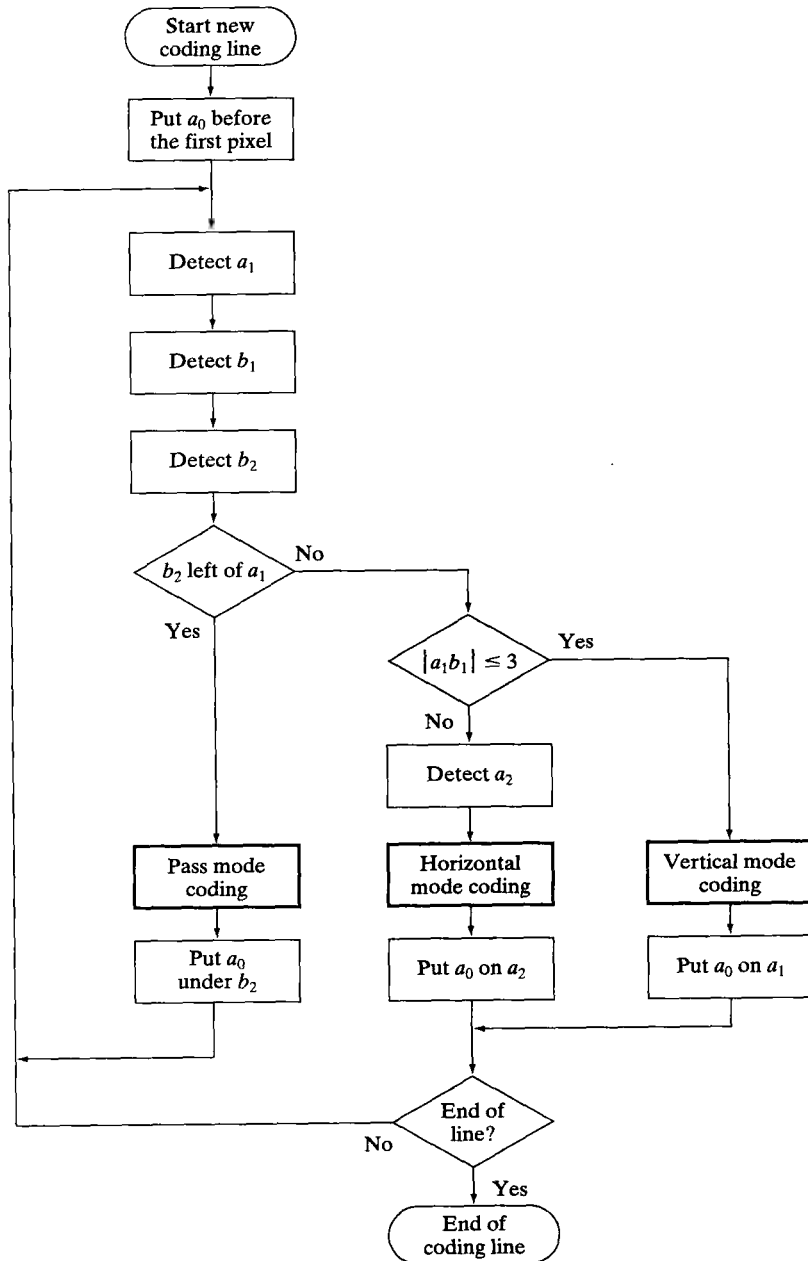 Start new
coding line
Put a₀ before
the first pixel
Detect a₁
Detect b₁
Detect b₂
b₂ left of a₁
No
Yes
|a₁b₁| ≤ 3
Yes
No
Detect a₂
Pass mode
coding
Horizontal
mode coding
Vertical mode
coding
Put a₀
under b₂
Put a₀ on a₂
Put a₀ on a₁
End of
line?
No
Yes
End of
coding line